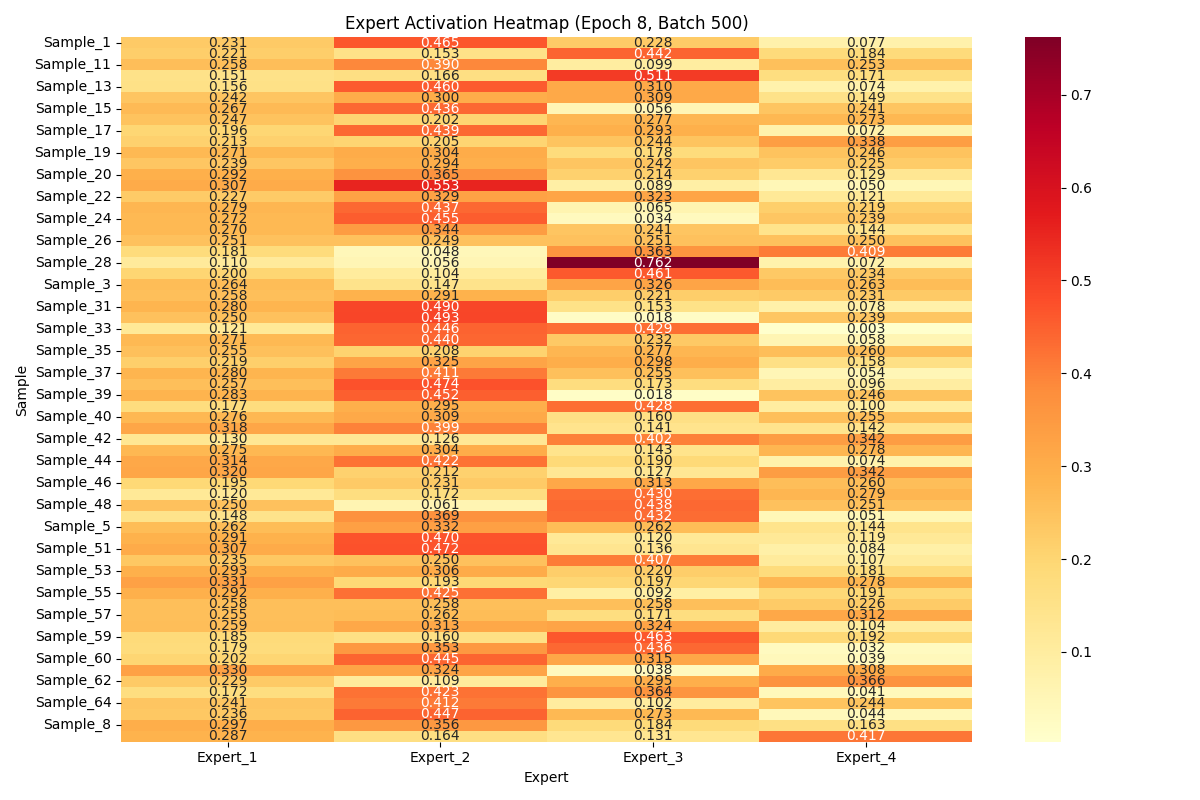 Expert Activation Heatmap (Epoch 8, Batch 500)
Sample_1 0.231 0.465 0.228 0.077
0.221 0.153 0.442 0.184
Sample_11 0.258 0.390 0.099 0.253
0.151 0.166 0.511 0.171
Sample_13 0.156 0.460 0.310 0.074
0.242 0.300 0.309 0.149
Sample_15 0.267 0.436 0.056 0.241
0.247 0.202 0.277 0.273
Sample_17 0.196 0.439 0.293 0.072
0.213 0.205 0.244 0.338
Sample_19 0.271 0.304 0.178 0.246
0.239 0.294 0.242 0.225
Sample_20 0.292 0.365 0.214 0.129
0.307 0.553 0.089 0.050
Sample_22 0.227 0.329 0.323 0.121
0.279 0.437 0.065 0.219
Sample_24 0.272 0.455 0.034 0.239
0.270 0.344 0.241 0.144
Sample_26 0.251 0.249 0.251 0.250
0.181 0.048 0.363 0.409
Sample_28 0.110 0.056 0.762 0.072
0.200 0.104 0.461 0.234
Sample_3 0.264 0.147 0.326 0.263
0.258 0.291 0.221 0.231
Sample_31 0.280 0.490 0.153 0.078
0.250 0.493 0.018 0.239
Sample_33 0.121 0.446 0.429 0.003
0.271 0.440 0.232 0.058
Sample_35 0.255 0.208 0.277 0.260
0.219 0.325 0.298 0.158
Sample_37 0.280 0.411 0.255 0.054
0.257 0.474 0.173 0.096
Sample_39 0.283 0.452 0.018 0.246
0.177 0.295 0.428 0.100
Sample_40 0.276 0.309 0.160 0.255
0.318 0.399 0.141 0.142
Sample_42 0.130 0.126 0.402 0.342
0.275 0.304 0.143 0.278
Sample_44 0.314 0.422 0.190 0.074
0.320 0.212 0.127 0.342
Sample_46 0.195 0.231 0.313 0.260
0.120 0.172 0.430 0.279
Sample_48 0.250 0.061 0.438 0.251
0.148 0.369 0.432 0.051
Sample_5 0.262 0.332 0.262 0.144
0.291 0.470 0.120 0.119
Sample_51 0.307 0.472 0.136 0.084
0.235 0.250 0.407 0.107
Sample_53 0.293 0.306 0.220 0.181
0.331 0.193 0.197 0.278
Sample_55 0.292 0.425 0.092 0.191
0.258 0.258 0.258 0.226
Sample_57 0.255 0.262 0.171 0.312
0.259 0.313 0.324 0.104
Sample_59 0.185 0.160 0.463 0.192
0.179 0.353 0.436 0.032
Sample_60 0.202 0.445 0.315 0.039
0.330 0.324 0.038 0.308
Sample_62 0.229 0.109 0.295 0.366
0.172 0.423 0.364 0.041
Sample_64 0.241 0.412 0.102 0.244
0.236 0.447 0.273 0.044
Sample_8 0.297 0.356 0.184 0.163
0.287 0.164 0.131 0.417
Expert_1 Expert_2 Expert_3 Expert_4
Expert
Sample
0.7
0.6
0.5
0.4
0.3
0.2
0.1